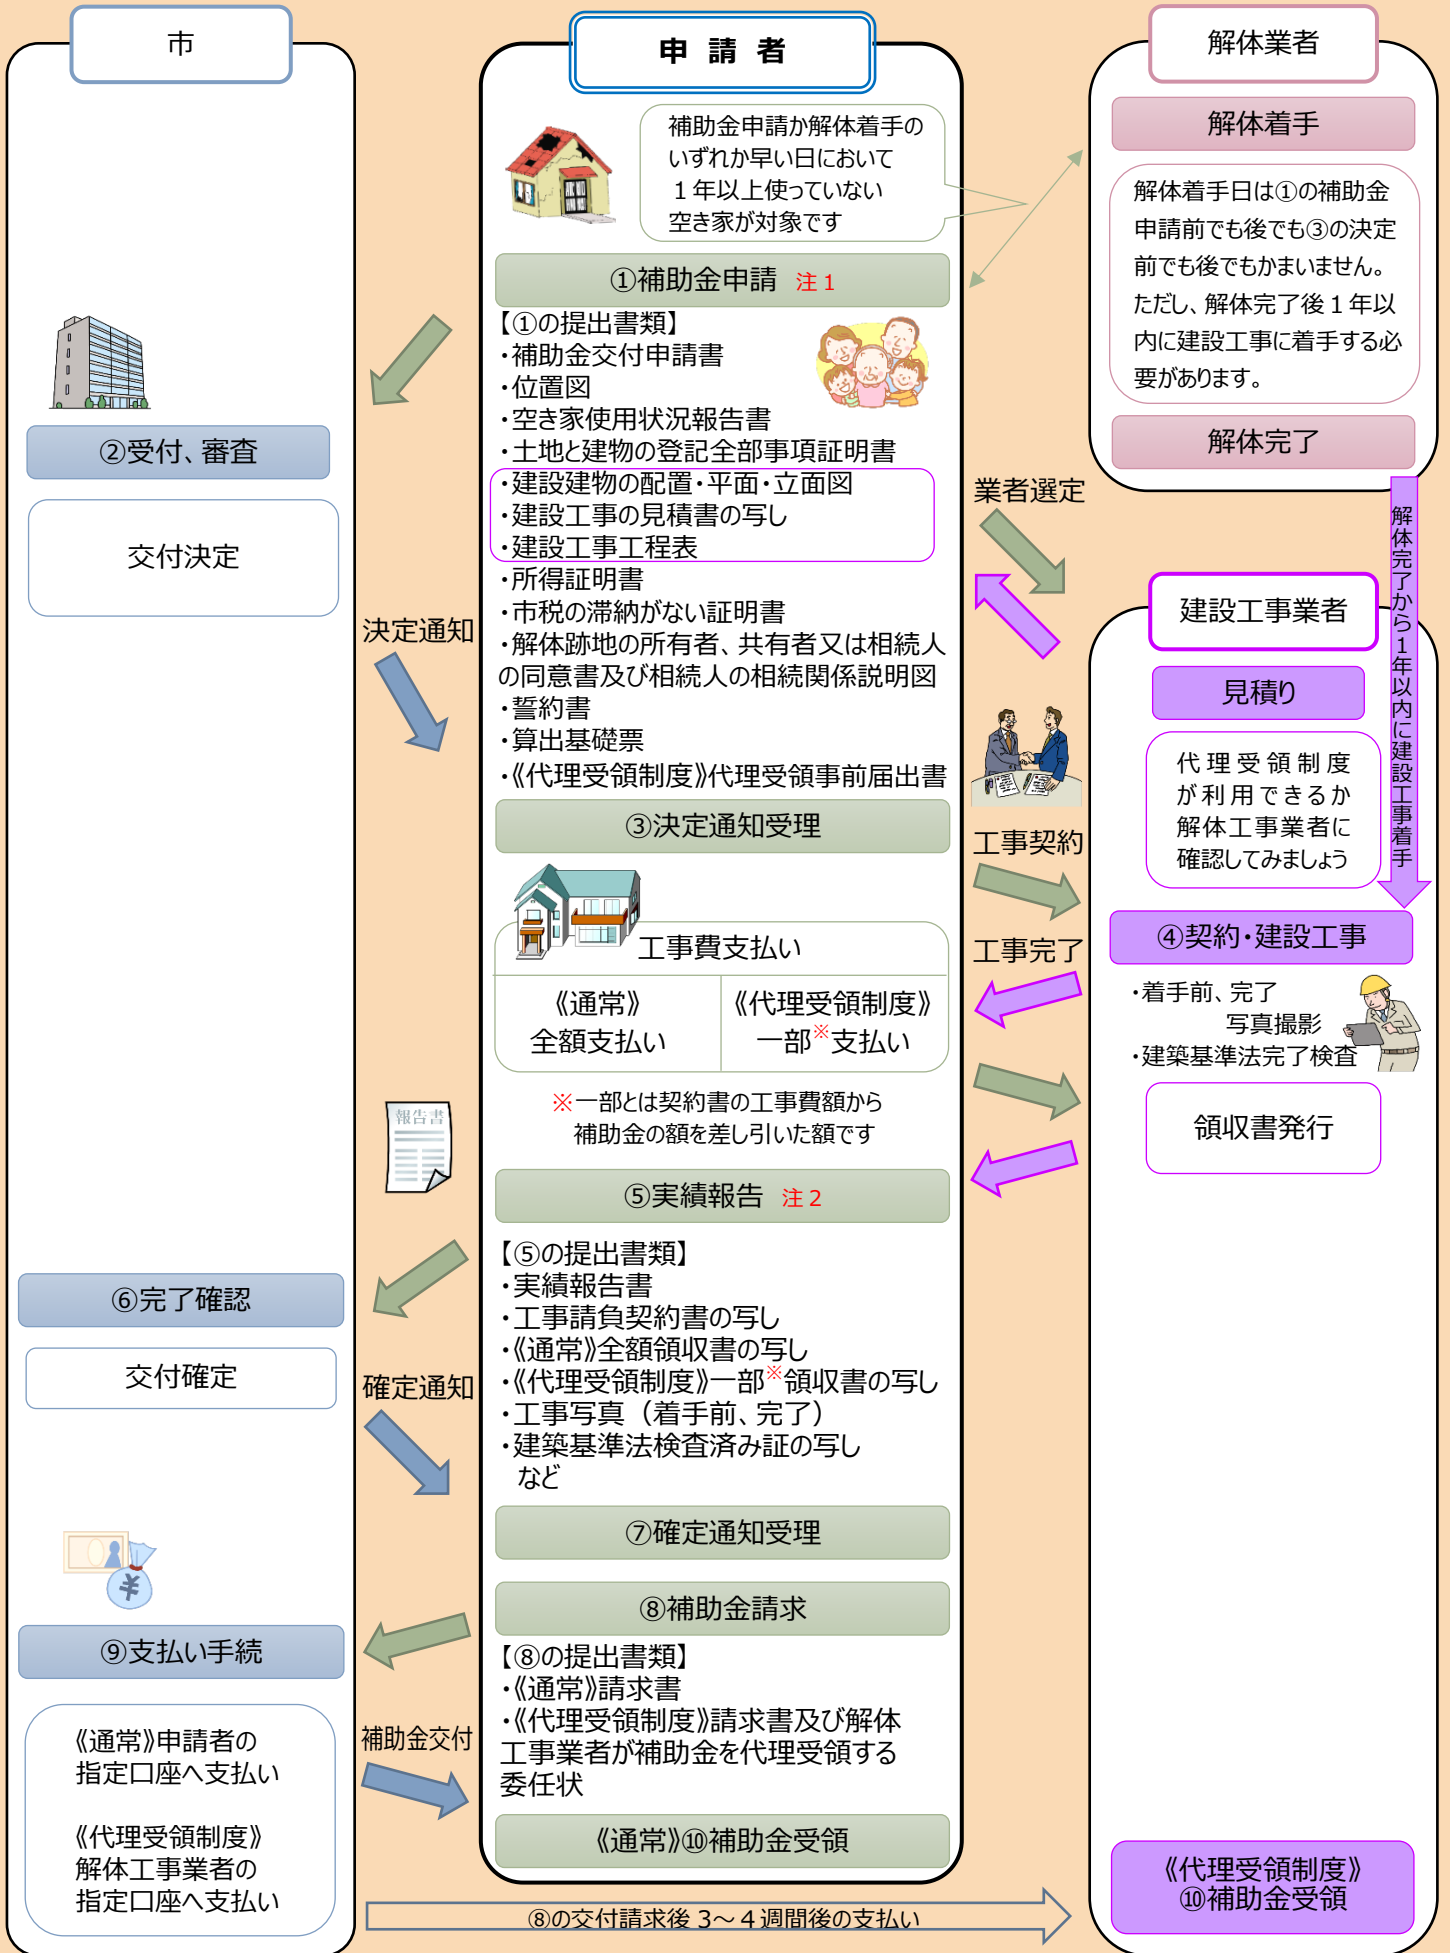 市
申 請 者
解体業者
解体着手
補助金申請か解体着手の
いずれか早い日において
１年以上使っていない
空き家が対象です
解体着手日は①の補助金
申請前でも後でも③の決定
前でも後でもかまいません。
ただし、解体完了後１年以
内に建設工事に着手する必
要があります。
解体完了
①補助金申請 注１
【①の提出書類】
・補助金交付申請書
・位置図
・空き家使用状況報告書
・土地と建物の登記全部事項証明書
・建設建物の配置・平面・立面図
・建設工事の見積書の写し
・建設工事工程表
・所得証明書
・市税の滞納がない証明書
・解体跡地の所有者、共有者又は相続人
の同意書及び相続人の相続関係説明図
・誓約書
・算出基礎票
・《代理受領制度》代理受領事前届出書
②受付、審査
交付決定
決定通知
業者選定
解体完了から１年以内に建設工事着手
建設工事業者
見積り
代理受領制度
が利用できるか
解体工事業者に
確認してみましょう
③決定通知受理
工事契約
④契約・建設工事
工事費支払い
《通常》
全額支払い
《代理受領制度》
一部※支払い
工事完了
・着手前、完了
写真撮影
・建築基準法完了検査
※一部とは契約書の工事費額から
補助金の額を差し引いた額です
報告書
領収書発行
⑤実績報告 注２
【⑤の提出書類】
・実績報告書
・工事請負契約書の写し
・《通常》全額領収書の写し
・《代理受領制度》一部※領収書の写し
・工事写真（着手前、完了）
・建築基準法検査済み証の写し
など
⑥完了確認
交付確定
確定通知
⑦確定通知受理
⑧補助金請求
¥
⑨支払い手続
【⑧の提出書類】
・《通常》請求書
・《代理受領制度》請求書及び解体
工事業者が補助金を代理受領する
委任状
《通常》申請者の
指定口座へ支払い
《代理受領制度》
解体工事業者の
指定口座へ支払い
補助金交付
《通常》⑩補助金受領
《代理受領制度》
⑩補助金受領
⑧の交付請求後３～４週間後の支払い